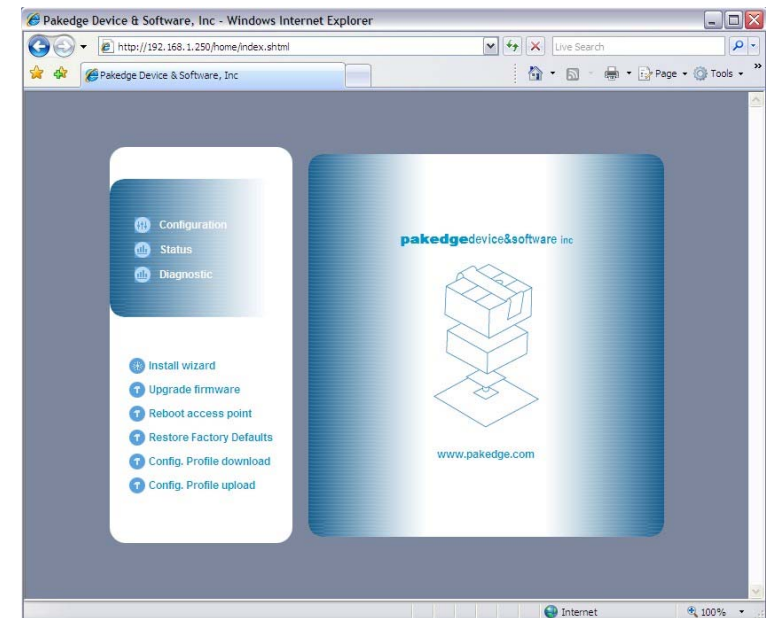 Pakedge Device & Software, Inc - Windows Internet Explorer
http://192.168.1.250/home/index.shtml
Live Search
Pakedge Device & Software, Inc
Page
Tools
Configuration
Status
Diagnostic
Install wizard
Upgrade firmware
Reboot access point
Restore Factory Defaults
Config. Profile download
Config. Profile upload
pakedgedevice&software inc
www.pakedge.com
Internet
100%